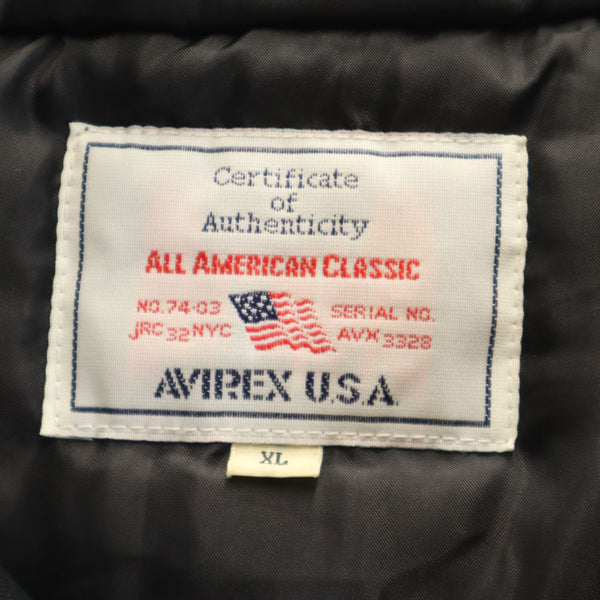 Certificate
of
Authenticity
ALL AMERICAN CLASSIC
NO.74-03 SERIAL NO.
JRC 32 NYC AVX 3328
AVIREX U.S.A.
XL